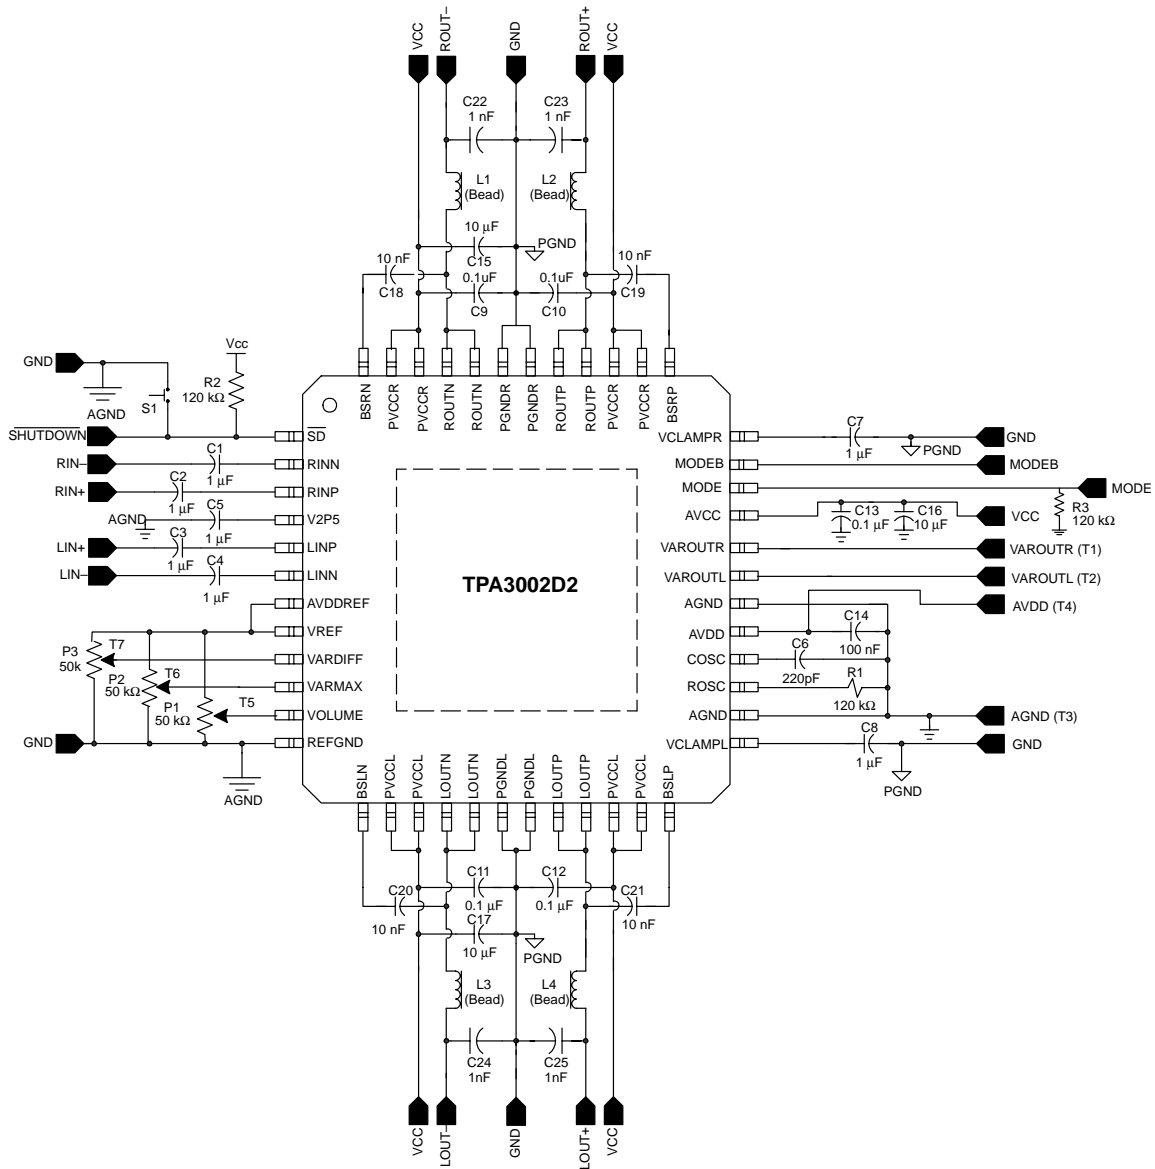 VCC
ROUT−
GND
ROUT+
VCC
C22
1 nF
C23
1 nF
L1
(Bead)
L2
(Bead)
10 µF
C15
PGND
10 nF
C18
0.1uF
C9
0.1uF
C10
10 nF
C19
GND
AGND
S1
Vcc
R2
120 kΩ
BSRN
PVCCR
PVCCR
ROUTN
ROUTN
PGNDR
PGNDR
ROUTP
ROUTP
PVCCR
PVCCR
BSRP
SHUTDOWN
SD
RIN−
C1
1 µF
RINN
RIN+
C2
1 µF
RINP
AGND
C5
1 µF
V2P5
LIN+
C3
1 µF
LINP
LIN−
C4
1 µF
LINN
AVDDREF
VREF
P3
50k
T7
VARDIFF
P2
50 kΩ
T6
VARMAX
P1
50 kΩ
T5
VOLUME
GND
REFGND
AGND
TPA3002D2
VCLAMPR
C7
1 µF
PGND
GND
MODEB
MODEB
MODE
MODE
R3
120 kΩ
AVCC
C13
0.1 µF
C16
10 µF
VCC
VAROUTR
VAROUTR (T1)
VAROUTL
VAROUTL (T2)
AGND
AVDD (T4)
AVDD
C14
100 nF
COSC
C6
220pF
ROSC
R1
120 kΩ
AGND
AGND (T3)
VCLAMPL
C8
1 µF
PGND
GND
BSLN
PVCCL
PVCCL
LOUTN
LOUTN
PGNDL
PGNDL
LOUTP
LOUTP
PVCCL
PVCCL
BSLP
C20
10 nF
C11
0.1 µF
C12
0.1 µF
C21
10 nF
C17
10 µF
PGND
L3
(Bead)
L4
(Bead)
C24
1nF
C25
1nF
VCC
LOUT−
GND
LOUT+
VCC